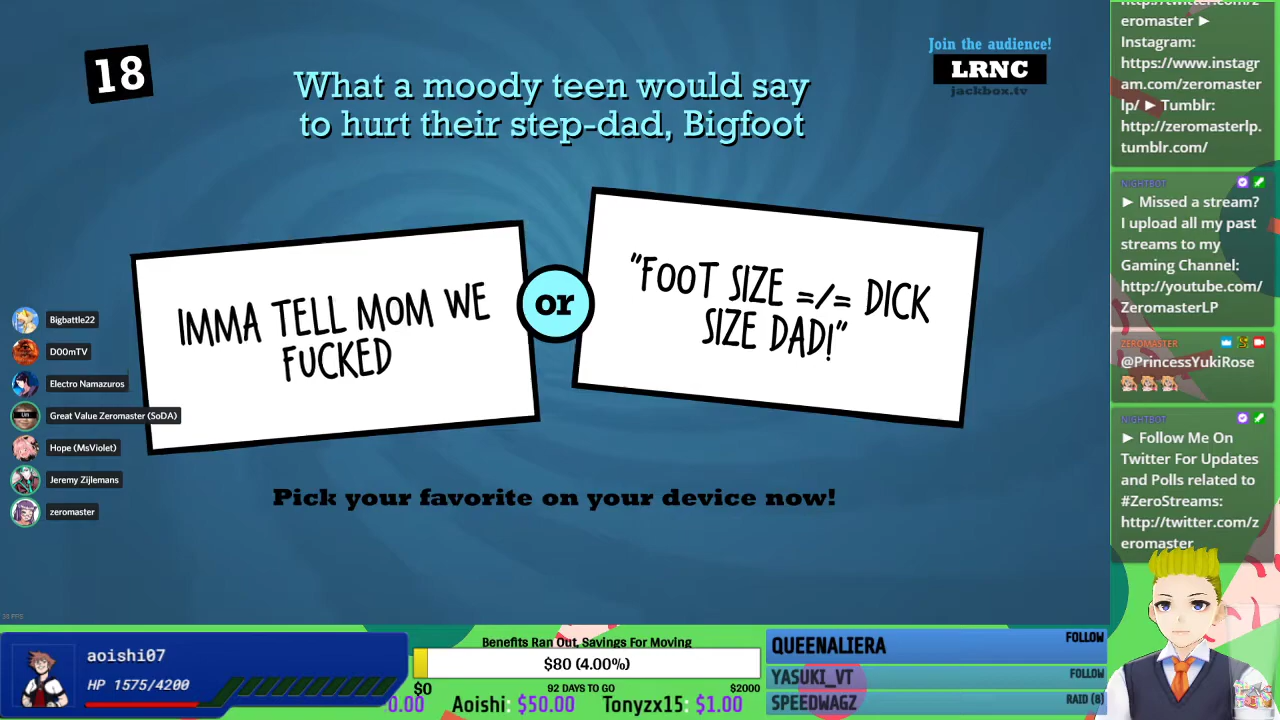 18
What a moody teen would say
to hurt their step-dad, Bigfoot
Join the audience!
LRNC
jackbox.tv
IMMA TELL MOM WE
FUCKED
or
"FOOT SIZE =/= DICK
SIZE DAD!"
Pick your favorite on your device now!
Bigbattle22
D00mTV
Electro Namazuros
Great Value Zeromaster (SoDA)
Hope (MsViolet)
Jeremy Zijlemans
zeromaster
http://twitter.com/z
eromaster ►
Instagram:
https://www.instagr
am.com/zeromaster
lp/ ► Tumblr:
http://zeromasterlp.
tumblr.com/
NIGHTBOT
► Missed a stream?
I upload all my past
streams to my
Gaming Channel:
http://youtube.com/
ZeromasterLP
ZEROMASTER
@PrincessYukiRose
NIGHTBOT
► Follow Me On
Twitter For Updates
and Polls related to
#ZeroStreams:
http://twitter.com/z
eromaster
aoishi07
HP 1575/4200
Benefits Ran Out, Savings For Moving
$80 (4.00%)
$0
92 DAYS TO GO
$2000
0.00
Aoishi: $50.00
Tonyzx15: $1.00
QUEENALIERA
FOLLOW
YASUKI_VT
FOLLOW
SPEEDWAGZ
RAID (8)